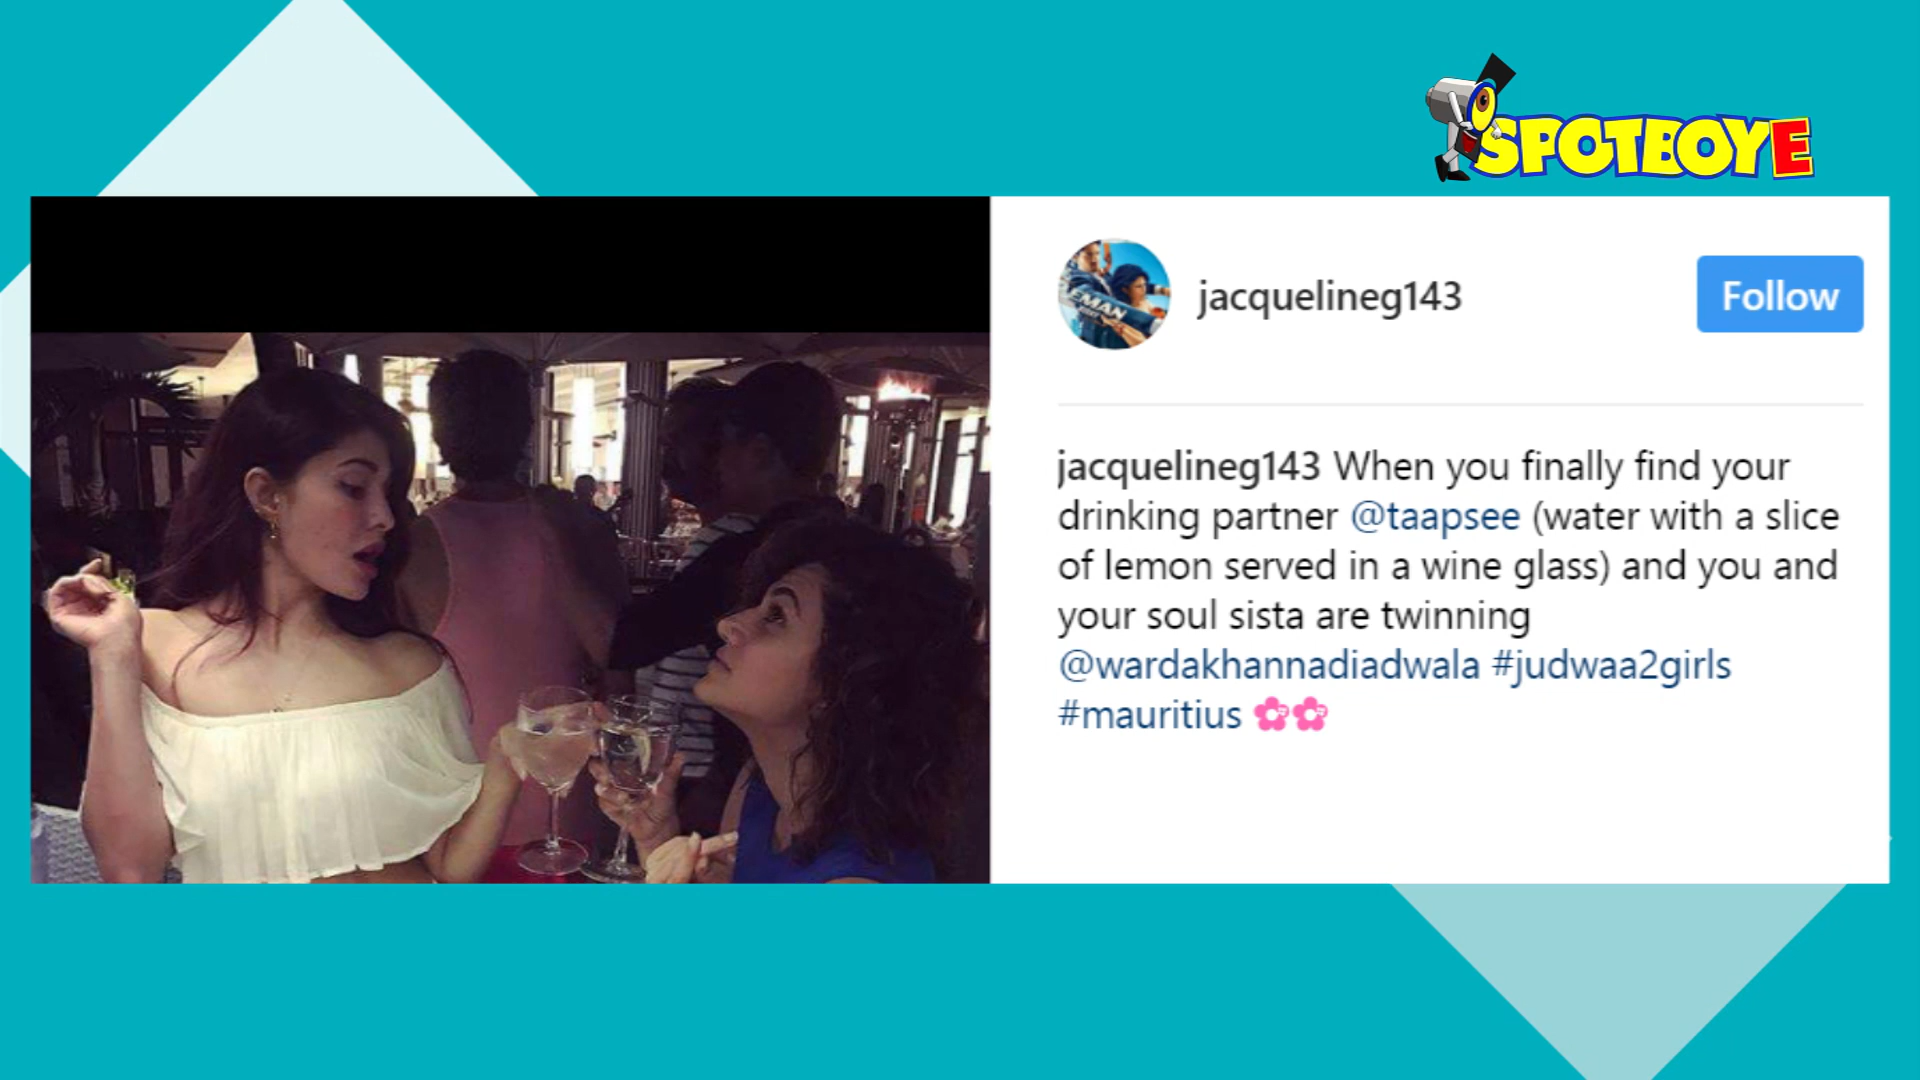 SPOTBOYE
EMAN
jacquelineg143
Follow
jacquelineg143 When you finally find your
drinking partner @taapsee (water with a slice
of lemon served in a wine glass) and you and
your soul sista are twinning
@wardakhannadiadwala #judwaa2girls
#mauritius 🌸🌸